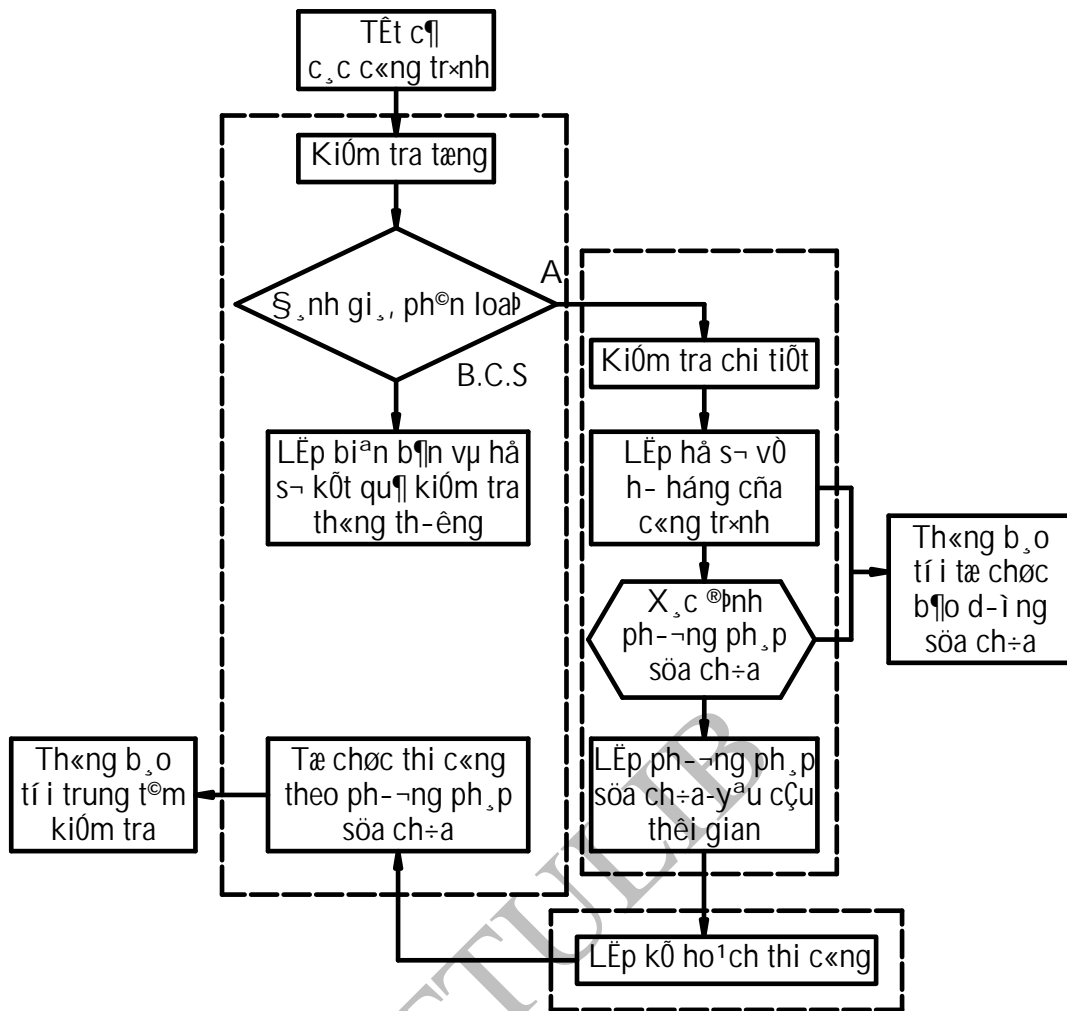 TÊt c¶
c¸c c«ng tr×nh
KiÓm tra tæng
§¸nh gi¸, ph©n loaÞ
A
B.C.S
KiÓm tra chi tiÕt
LËp biªn b¶n vµ hå
s¬ kÕt qu¶ kiÓm tra
th«ng th­êng
LËp hå s¬ vÒ
h­ háng cña
c«ng tr×nh
Th«ng b¸o
tíi tæ chøc
b¶o d­ìng
söa ch÷a
X¸c ®Þnh
ph­¬ng ph¸p
söa ch÷a
LËp ph­¬ng ph¸p
söa ch÷a-yªu cÇu
thêi gian
Tæ chøc thi c«ng
theo ph­¬ng ph¸p
söa ch÷a
Th«ng b¸o
tíi trung t©m
kiÓm tra
LËp kÕ ho¹ch thi c«ng